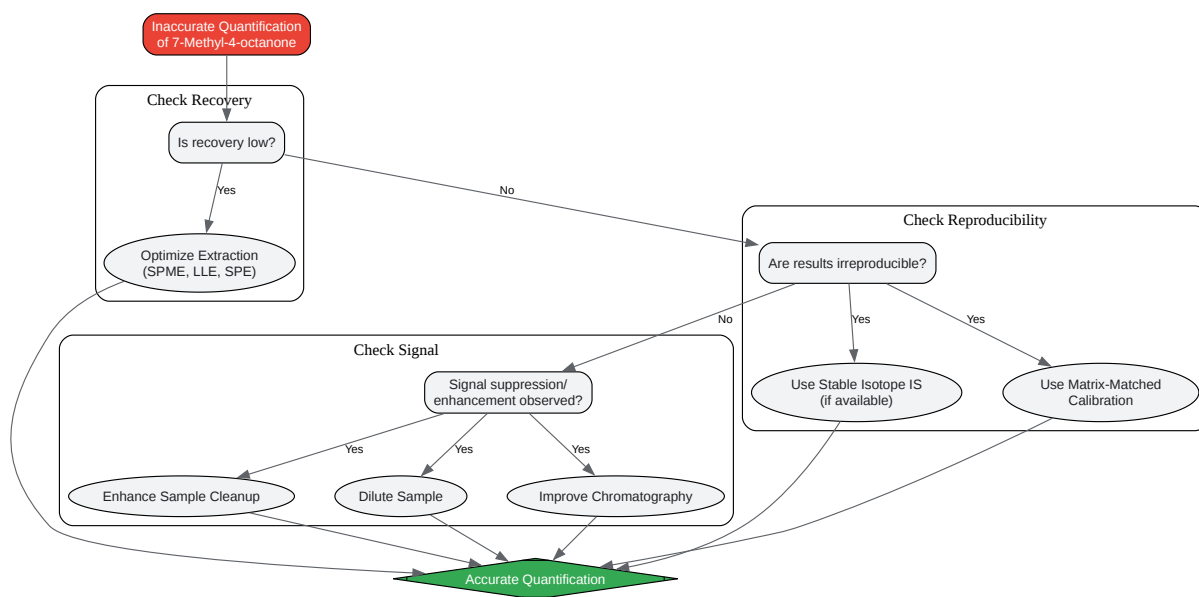 Inaccurate Quantification
of 7-Methyl-4-octanone
Check Recovery
Is recovery low?
Yes
No
Optimize Extraction
(SPME, LLE, SPE)
Check Reproducibility
Are results irreproducible?
No
Yes
Yes
Use Stable Isotope IS
(if available)
Use Matrix-Matched
Calibration
Check Signal
Signal suppression/
enhancement observed?
Yes
Yes
Yes
Enhance Sample Cleanup
Dilute Sample
Improve Chromatography
Accurate Quantification